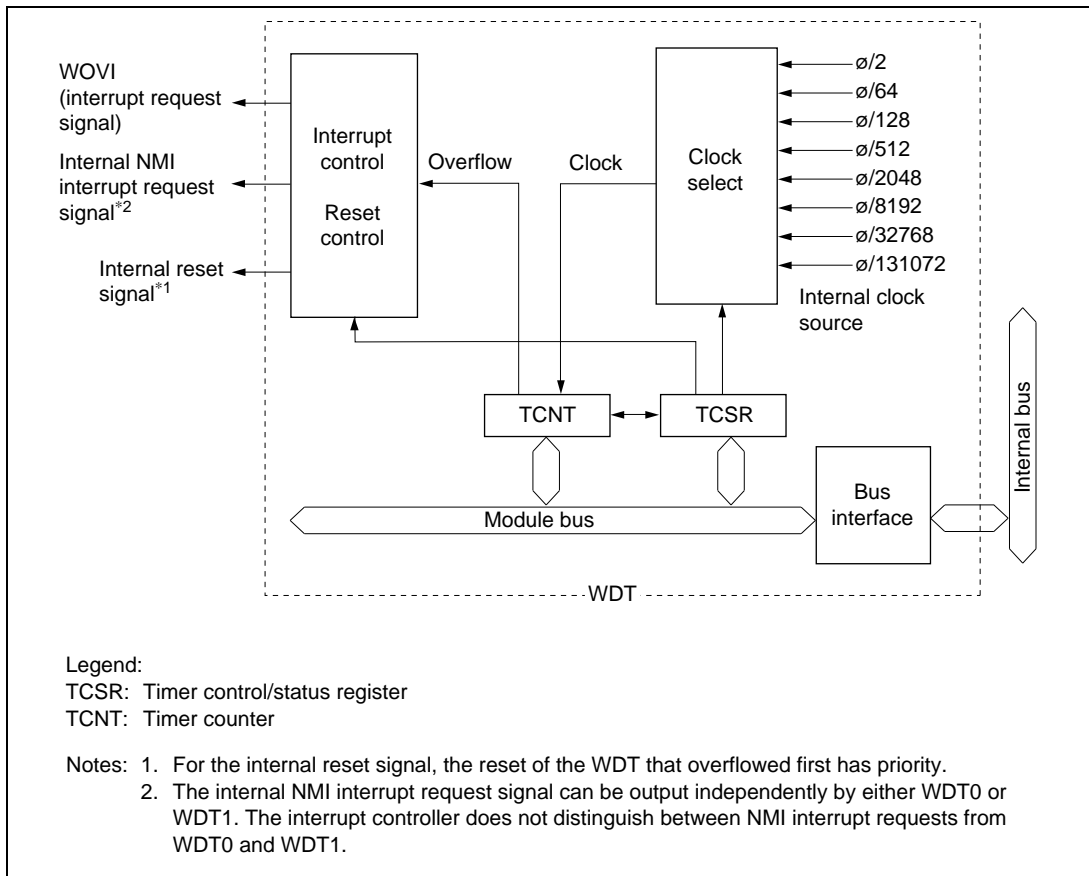 WOVI
(interrupt request
signal)
Internal NMI
interrupt request
signal*2
Internal reset
signal*1
Interrupt
control
Reset
control
Overflow
Clock
Clock
select
ø/2
ø/64
ø/128
ø/512
ø/2048
ø/8192
ø/32768
ø/131072
Internal clock
source
TCNT
TCSR
Module bus
Bus
interface
Internal bus
WDT
Legend:
TCSR: Timer control/status register
TCNT: Timer counter
Notes: 1. For the internal reset signal, the reset of the WDT that overflowed first has priority.
2. The internal NMI interrupt request signal can be output independently by either WDT0 or
WDT1. The interrupt controller does not distinguish between NMI interrupt requests from
WDT0 and WDT1.